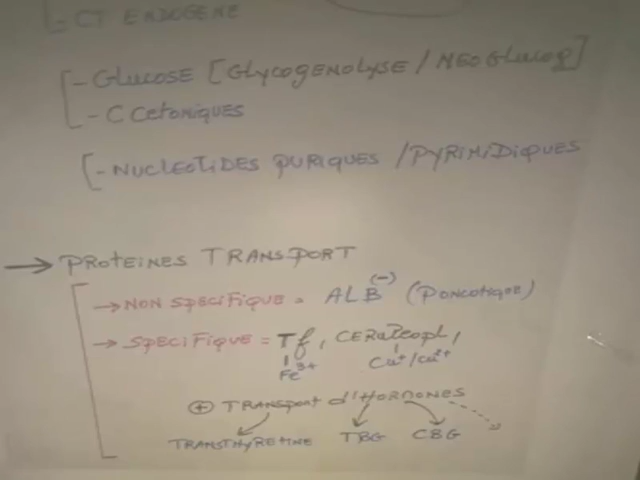 - CT ENDOGENE
- GLUCOSE [GLYCOGENOLYSE / NEOGlucog]
- C CETONIQUES
- NUCLEOTIDES PURIQUES / PYRIMIDIQUES
→ PROTEINES TRANSPORT
→ NON SPECIFIQUE = ALB (-) (PONCOTIQUE)
→ SPECIFIQUE = Tf, CERULOPL,
Fe3+ Cu+/Cu2+
⊕ TRANSPORT d'HORMONES
TRANSTHYRETINE TBG CBG